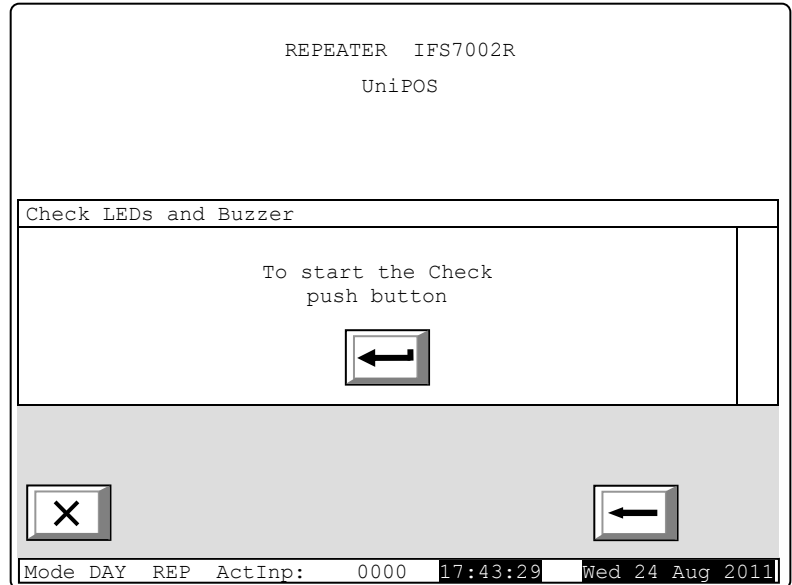 REPEATER IFS7002R
UniPOS
Check LEDs and Buzzer
To start the Check
push button
Mode DAY REP ActInp: 0000 17:43:29 Wed 24 Aug 2011